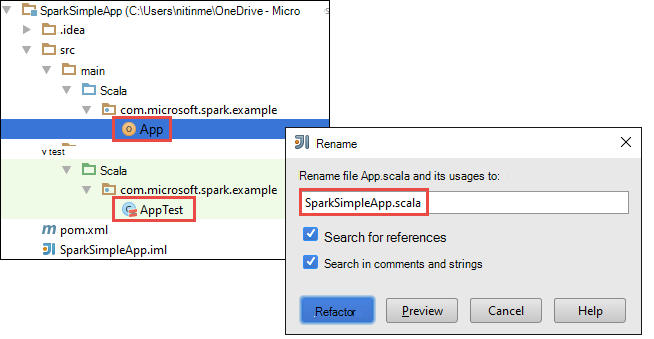 SparkSimpleApp (C:\Users\nitinme\OneDrive - Micro
.idea
src
main
Scala
com.microsoft.spark.example
App
v test
Scala
com.microsoft.spark.example
AppTest
pom.xml
SparkSimpleApp.iml
Rename
Rename file App.scala and its usages to:
SparkSimpleApp.scala
Search for references
Search in comments and strings
Refactor
Preview
Cancel
Help